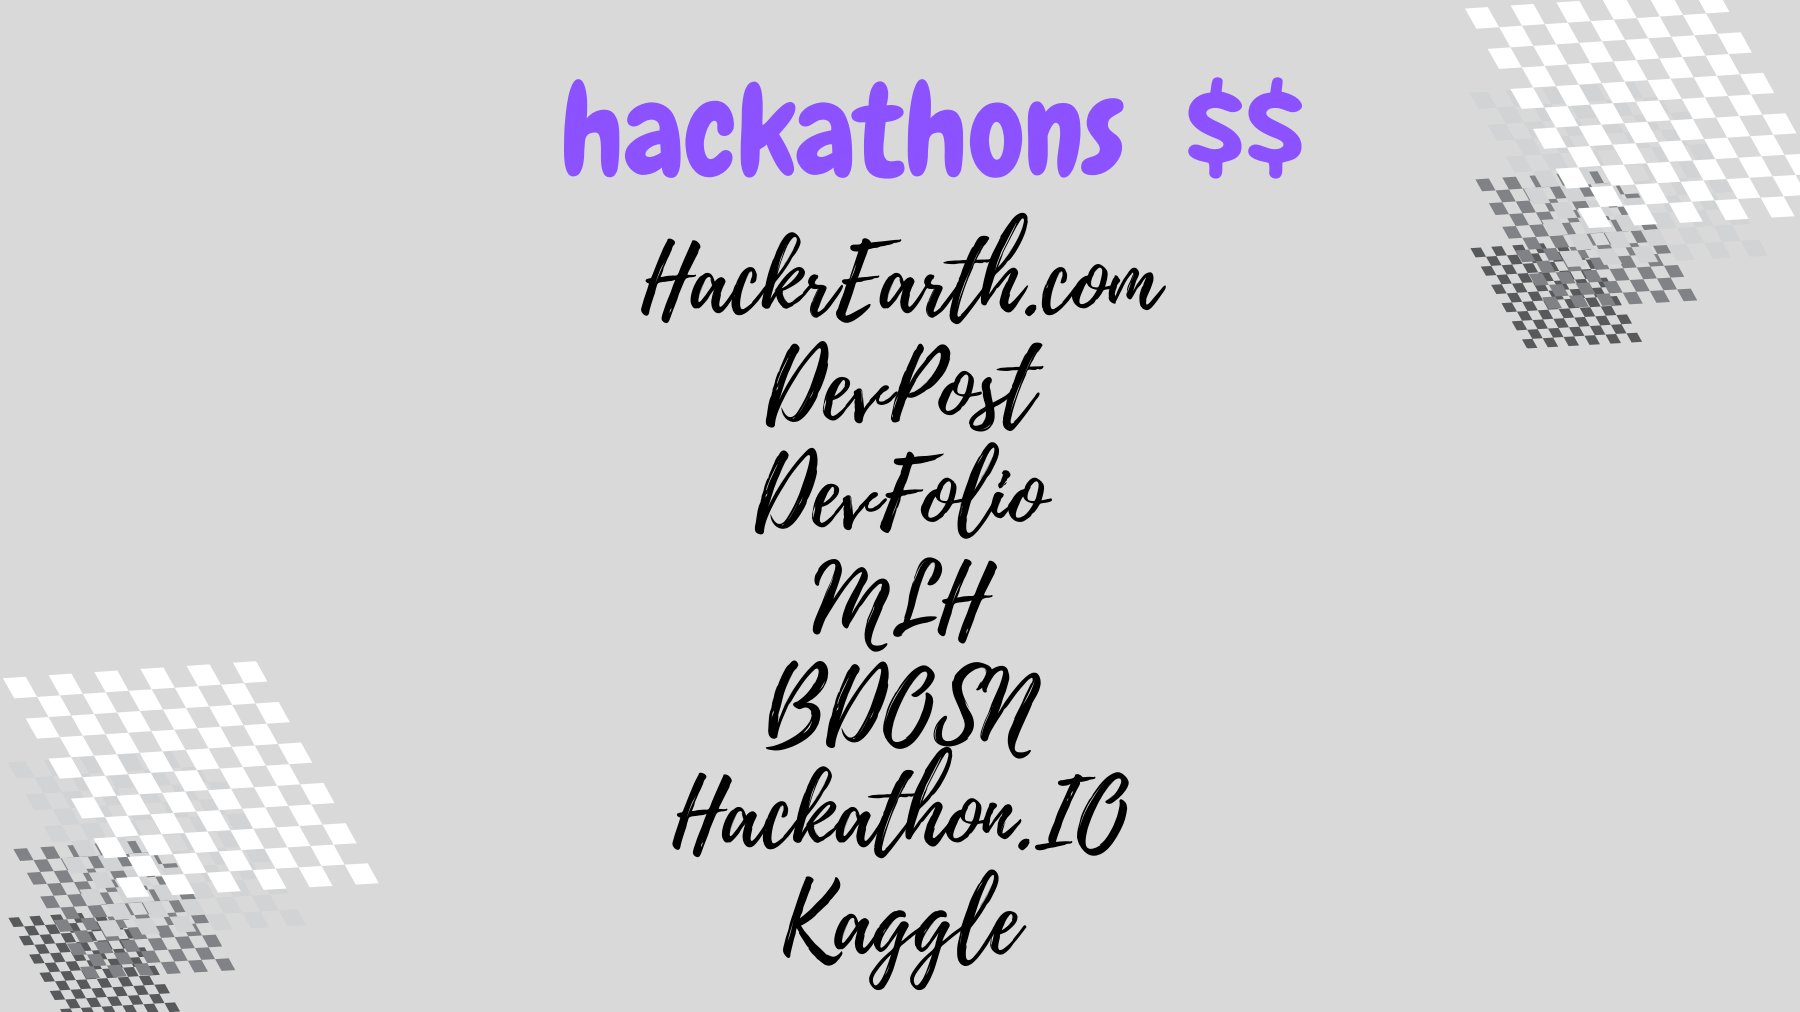 hackathons $$
HackrEarth.com
DevPost
DevFolio
MLH
BDOSN
Hackathon.IO
Kaggle